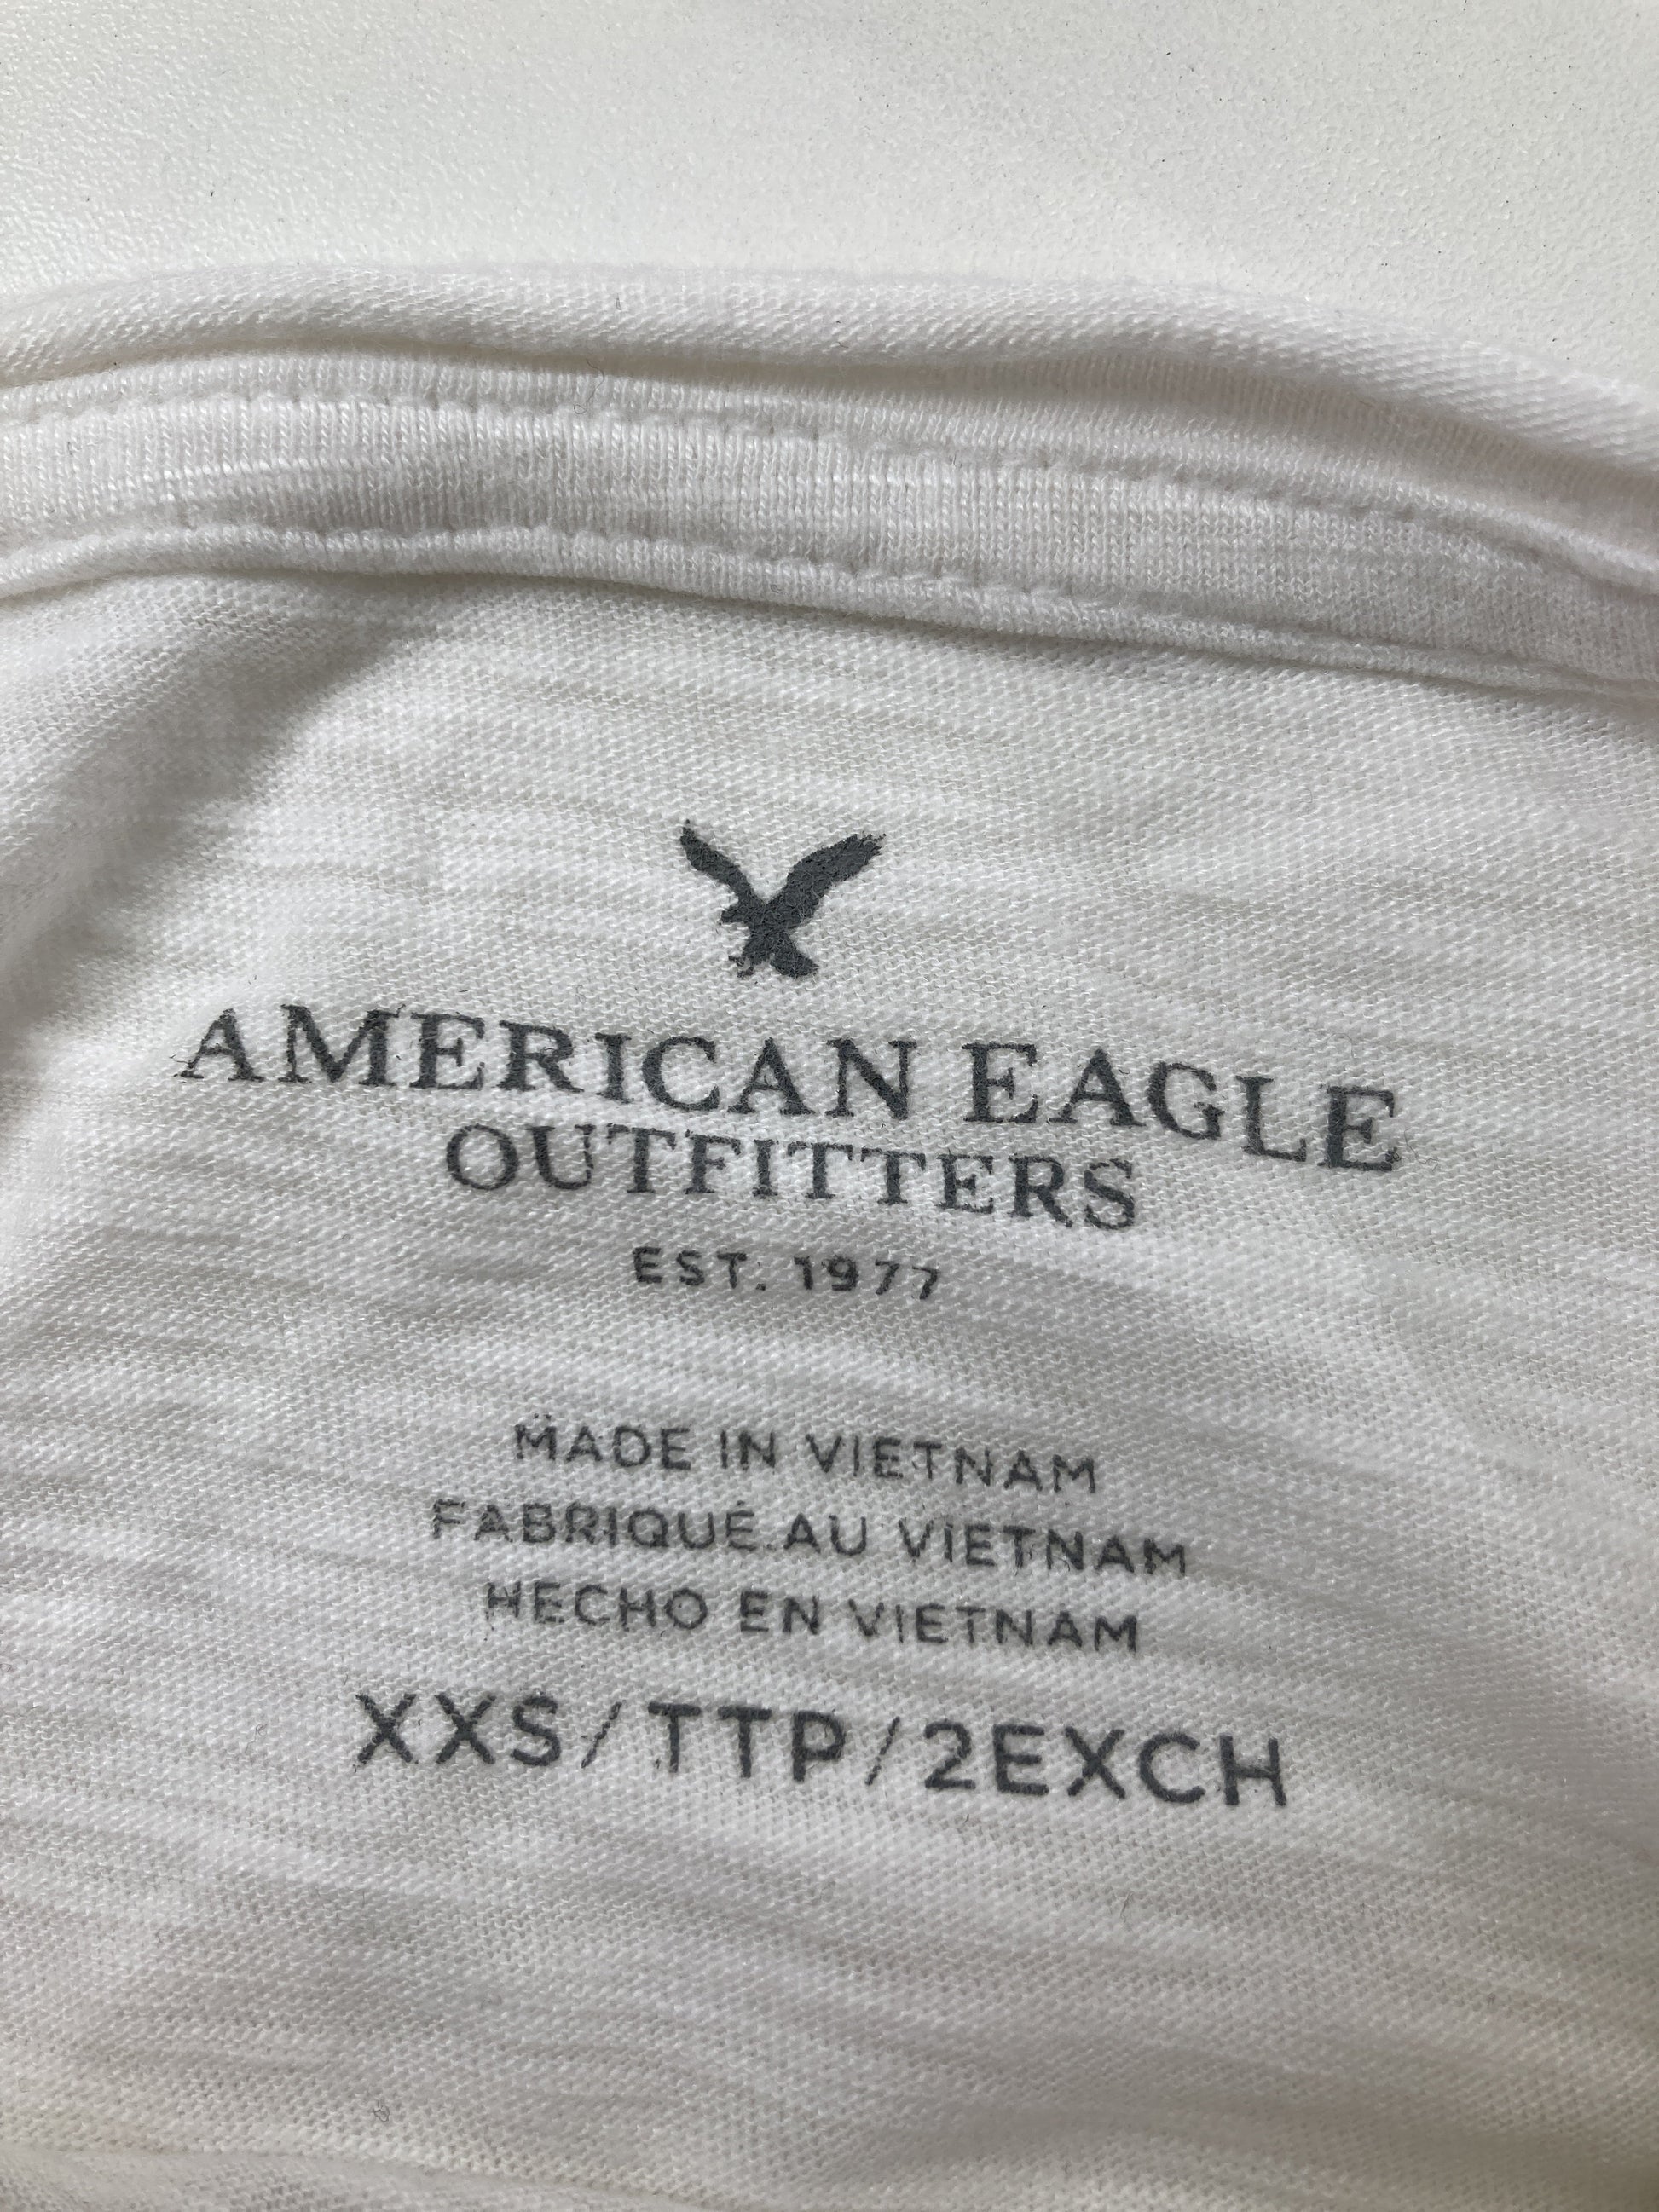 AMERICAN EAGLE
OUTFITTERS
EST. 1977
MADE IN VIETNAM
FABRIQUÉ AU VIETNAM
HECHO EN VIETNAM
XXS/TTP/2EXCH